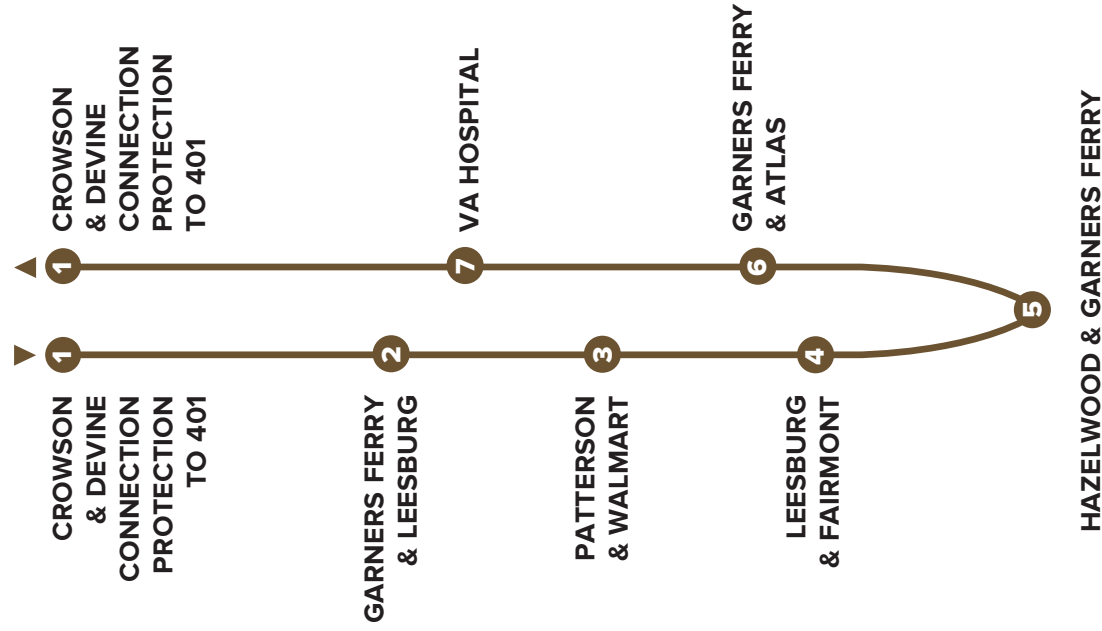 CROWSON
& DEVINE
CONNECTION
PROTECTION
TO 401
1
VA HOSPITAL
7
GARNERS FERRY
& ATLAS
6
1
CROWSON
& DEVINE
CONNECTION
PROTECTION
TO 401
2
GARNERS FERRY
& LEESBURG
3
PATTERSON
& WALMART
4
LEESBURG
& FAIRMONT
5
HAZELWOOD & GARNERS FERRY